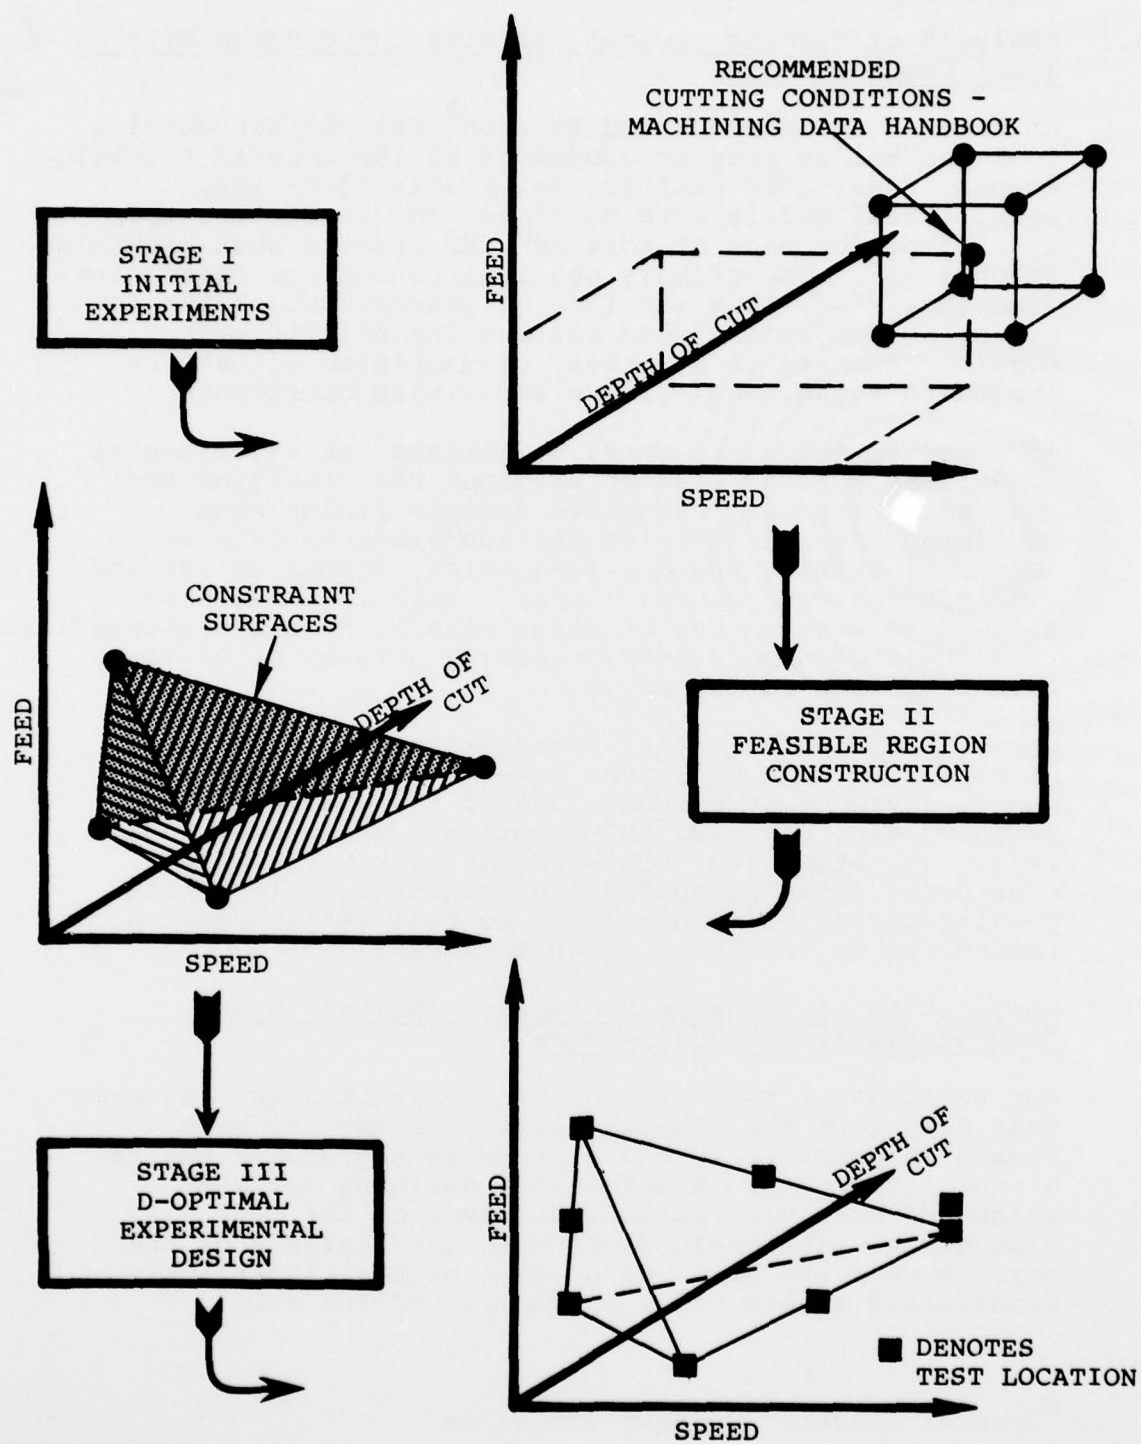 RECOMMENDED
CUTTING CONDITIONS -
MACHINING DATA HANDBOOK
STAGE I
INITIAL
EXPERIMENTS
FEED
DEPTH OF CUT
SPEED
CONSTRAINT
SURFACES
DEPTH OF
CUT
FEED
SPEED
STAGE II
FEASIBLE REGION
CONSTRUCTION
STAGE III
D-OPTIMAL
EXPERIMENTAL
DESIGN
DEPTH OF
CUT
FEED
DENOTES
TEST LOCATION
SPEED